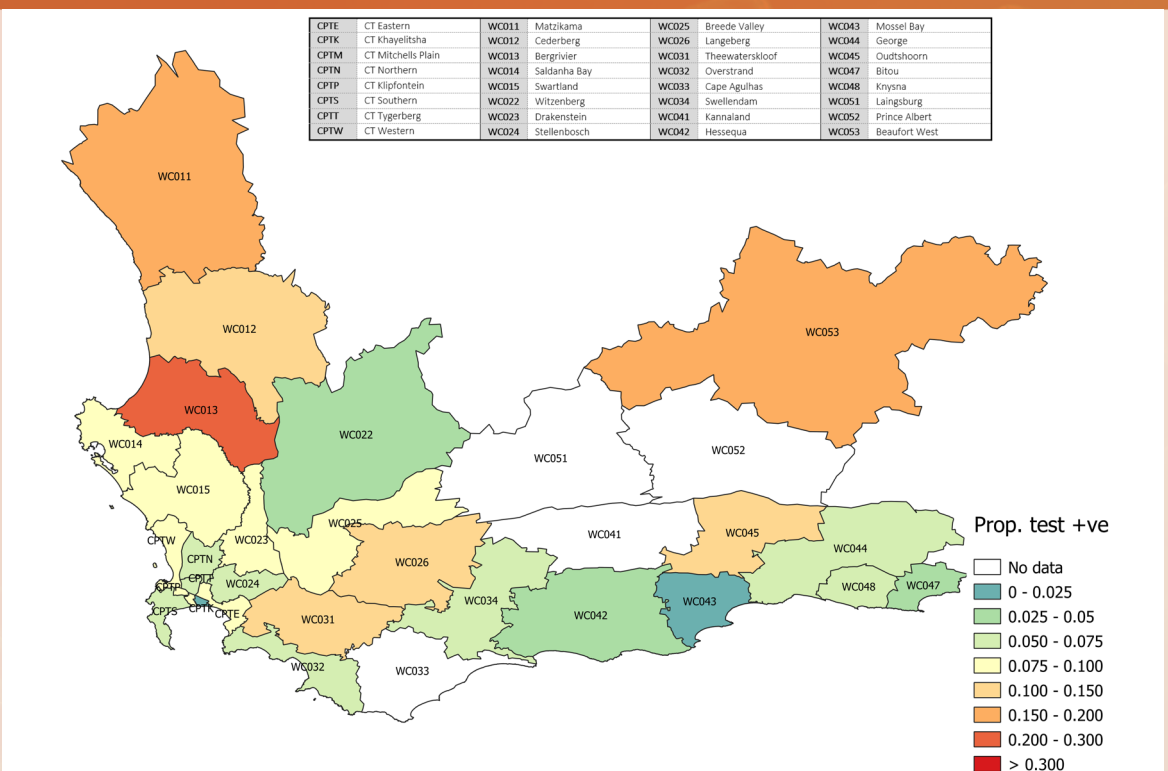 CPTE CT Eastern WC011 Matzikama WC025 Breede Valley WC043 Mossel Bay
CPTK CT Khayelitsha WC012 Cederberg WC026 Langeberg WC044 George
CPTM CT Mitchells Plain WC013 Bergrivier WC031 Theewaterskloof WC045 Oudtshoorn
CPTN CT Northern WC014 Saldanha Bay WC032 Overstrand WC047 Bitou
CPTP CT Klipfontein WC015 Swartland WC033 Cape Agulhas WC048 Knysna
CPTS CT Southern WC022 Witzenberg WC034 Swellendam WC051 Laingsburg
CPTT CT Tygerberg WC023 Drakenstein WC041 Kannaland WC052 Prince Albert
CPTW CT Western WC024 Stellenbosch WC042 Hessequa WC053 Beaufort West
WC011
WC012
WC053
WC013
WC022
WC014
WC051
WC052
WC015
WC025
CPTW
WC023
WC041
WC045
WC044
CPTN
WC026
WC024
CPTP
WC048
WC047
CPTS
CPTK
CPTE
WC034
WC043
WC031
WC042
WC032
WC033
Prop. test +ve
No data
0 - 0.025
0.025 - 0.05
0.050 - 0.075
0.075 - 0.100
0.100 - 0.150
0.150 - 0.200
0.200 - 0.300
> 0.300